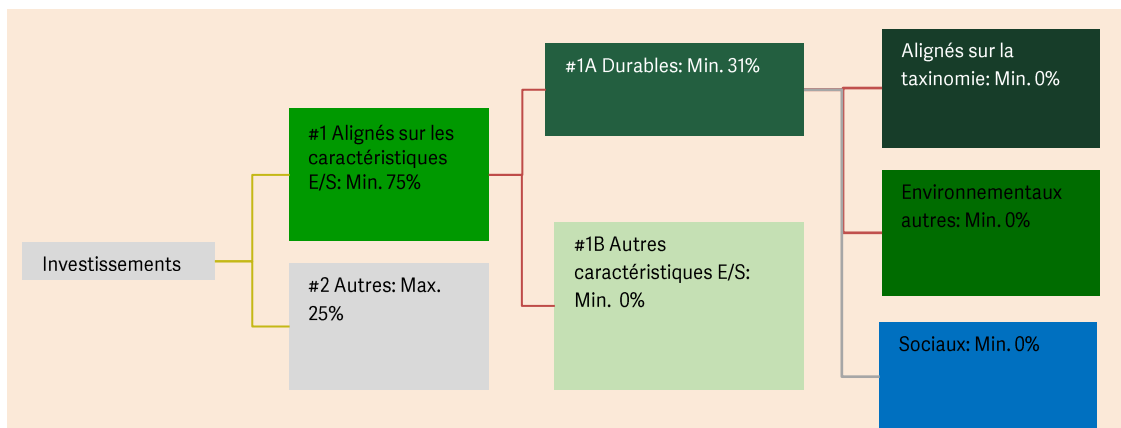 Investissements
#1 Alignés sur les
caractéristiques
E/S: Min. 75%
#2 Autres: Max.
25%
#1A Durables: Min. 31%
#1B Autres
caractéristiques E/S:
Min. 0%
Alignés sur la
taxinomie: Min. 0%
Environnementaux
autres: Min. 0%
Sociaux: Min. 0%